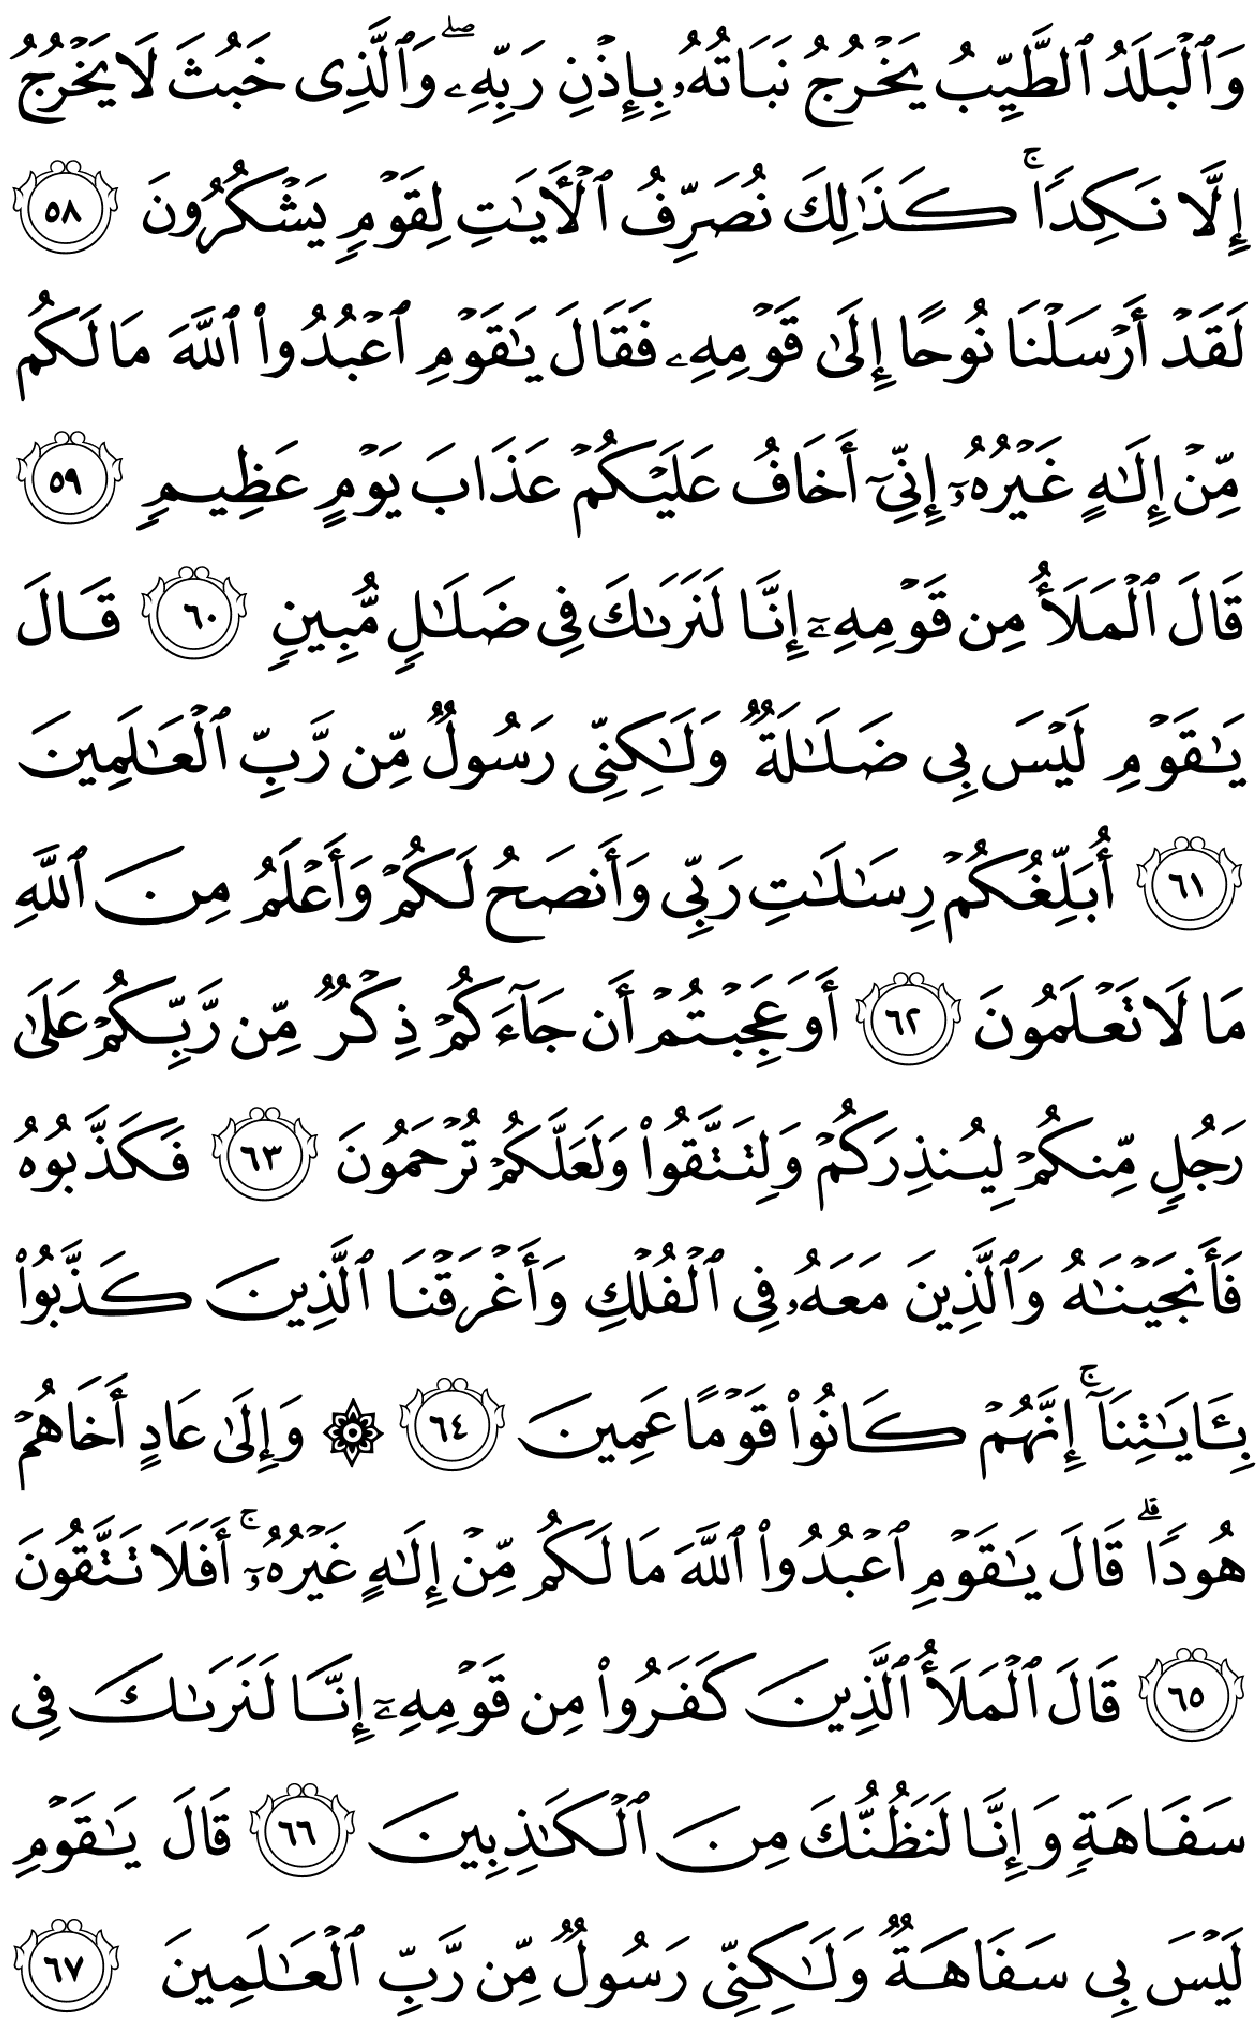 وَٱلْبَلَدُ ٱلطَّيِّبُ يَخْرُجُ نَبَاتُهُۥ بِإِذْنِ رَبِّهِۦۖ وَٱلَّذِى خَبُثَ لَا يَخْرُجُ
إِلَّا نَكِدًاۚ كَذَٰلِكَ نُصَرِّفُ ٱلْأَيَٰتِ لِقَوْمٍ يَشْكُرُونَ ٥٨
لَقَدْ أَرْسَلْنَا نُوحًا إِلَىٰ قَوْمِهِۦ فَقَالَ يَٰقَوْمِ ٱعْبُدُوا۟ ٱللَّهَ مَا لَكُم
مِّنْ إِلَٰهٍ غَيْرُهُۥٓ إِنِّىٓ أَخَافُ عَلَيْكُمْ عَذَابَ يَوْمٍ عَظِيمٍ ٥٩
قَالَ ٱلْمَلَأُ مِن قَوْمِهِۦٓ إِنَّا لَنَرَىٰكَ فِى ضَلَٰلٍ مُّبِينٍ ٦٠ قَالَ
يَٰقَوْمِ لَيْسَ بِى ضَلَٰلَةٌ وَلَٰكِنِّى رَسُولٌ مِّن رَّبِّ ٱلْعَٰلَمِينَ
٦١ أُبَلِّغُكُمْ رِسَٰلَٰتِ رَبِّى وَأَنصَحُ لَكُمْ وَأَعْلَمُ مِنَ ٱللَّهِ
مَا لَا تَعْلَمُونَ ٦٢ أَوَعَجِبْتُمْ أَن جَآءَكُمْ ذِكْرٌ مِّن رَّبِّكُمْ عَلَىٰ
رَجُلٍ مِّنكُمْ لِيُنذِرَكُمْ وَلِتَتَّقُوا۟ وَلَعَلَّكُمْ تُرْحَمُونَ ٦٣ فَكَذَّبُوهُ
فَأَنجَيْنَٰهُ وَٱلَّذِينَ مَعَهُۥ فِى ٱلْفُلْكِ وَأَغْرَقْنَا ٱلَّذِينَ كَذَّبُوا۟
بِـَٔايَٰتِنَآۚ إِنَّهُمْ كَانُوا۟ قَوْمًا عَمِينَ ٦٤ ۞ وَإِلَىٰ عَادٍ أَخَاهُمْ
هُودًاۗ قَالَ يَٰقَوْمِ ٱعْبُدُوا۟ ٱللَّهَ مَا لَكُم مِّنْ إِلَٰهٍ غَيْرُهُۥٓۚ أَفَلَا تَتَّقُونَ
٦٥ قَالَ ٱلْمَلَأُ ٱلَّذِينَ كَفَرُوا۟ مِن قَوْمِهِۦٓ إِنَّا لَنَرَىٰكَ فِى
سَفَاهَةٍ وَإِنَّا لَنَظُنُّكَ مِنَ ٱلْكَٰذِبِينَ ٦٦ قَالَ يَٰقَوْمِ
لَيْسَ بِى سَفَاهَةٌ وَلَٰكِنِّى رَسُولٌ مِّن رَّبِّ ٱلْعَٰلَمِينَ ٦٧